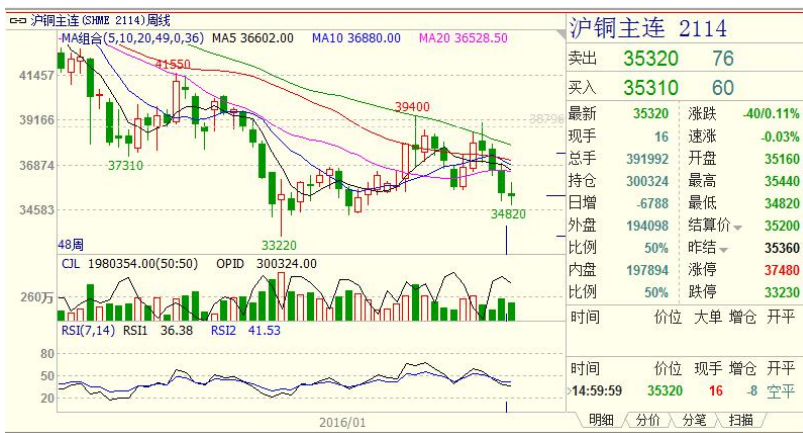 沪铜主连(SHME 2114)周线
MA组合(5,10,20,49,0,36) MA5 36602.00 MA10 36880.00 MA20 36528.50
41457
39166
36874
34583
41550
39400
38796
37310
33220
34820
48周
CJL 1980354.00(50:50) OPID 300324.00
260万
RSI(7,14) RSI1 36.38 RSI2 41.53
80
50
20
2016/01
沪铜主连 2114
卖出 35320 76
买入 35310 60
最新 35320 涨跌 -40/0.11%
现手 16 速涨 -0.03%
总手 391992 开盘 35160
持仓 300324 最高 35440
日增 -6788 最低 34820
外盘 194098 结算价 35200
比例 50% 昨结 35360
内盘 197894 涨停 37480
比例 50% 跌停 33230
时间 价位 大单 增仓 开平
时间 价位 现手 增仓 开平
14:59:59 35320 16 -8 空平
明细 分价 分笔 扫描